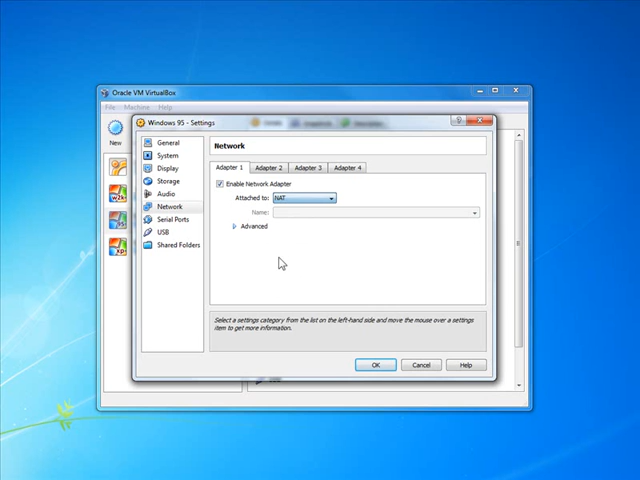 Oracle VM VirtualBox
File Machine Help
Windows 95 - Settings
New
General
System
Display
Storage
Audio
Network
Serial Ports
USB
Shared Folders
Network
Adapter 1 Adapter 2 Adapter 3 Adapter 4
Enable Network Adapter
Attached to: NAT
Name:
Advanced
Select a settings category from the list on the left-hand side and move the mouse over a settings
item to get more information.
OK Cancel Help
w2k
95
xp